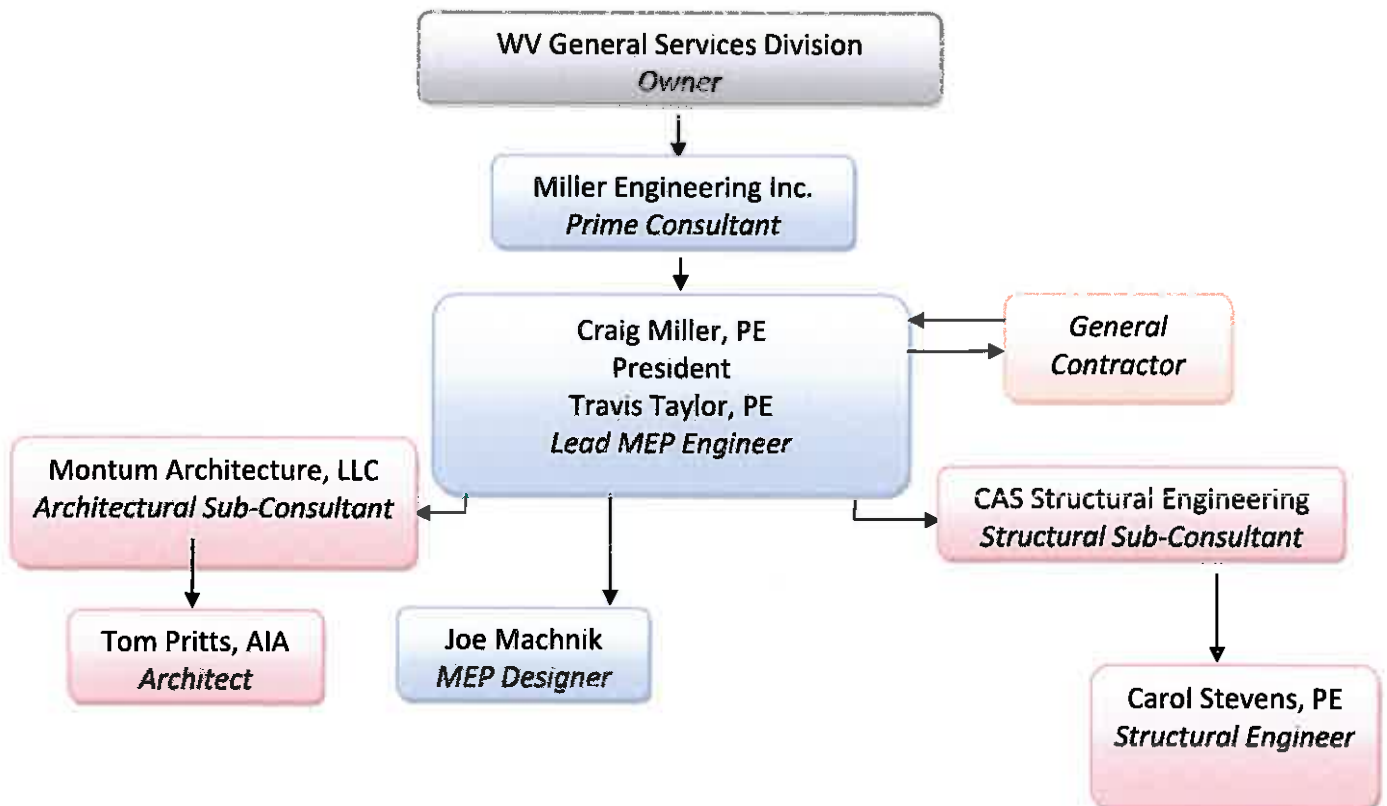 WV General Services Division
Owner
Miller Engineering Inc.
Prime Consultant
Craig Miller, PE
President
Travis Taylor, PE
Lead MEP Engineer
General
Contractor
Montum Architecture, LLC
Architectural Sub-Consultant
CAS Structural Engineering
Structural Sub-Consultant
Tom Pritts, AIA
Architect
Joe Machnik
MEP Designer
Carol Stevens, PE
Structural Engineer